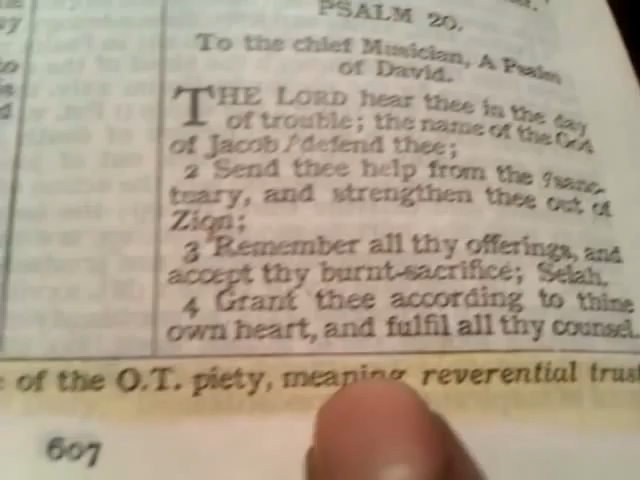 PSALM 20.
To the chief Musician, A Psalm
of David.
THE LORD hear thee in the day
of trouble; the name of the God
of Jacob f defend thee;
2 Send thee help from the gsanc-
tuary, and strengthen thee out of
Zion;
3 Remember all thy offerings, and
accept thy burnt-sacrifice; Selah.
4 Grant thee according to thine
own heart, and fulfil all thy counsel.
of the O.T. piety, meaning reverential trust
607